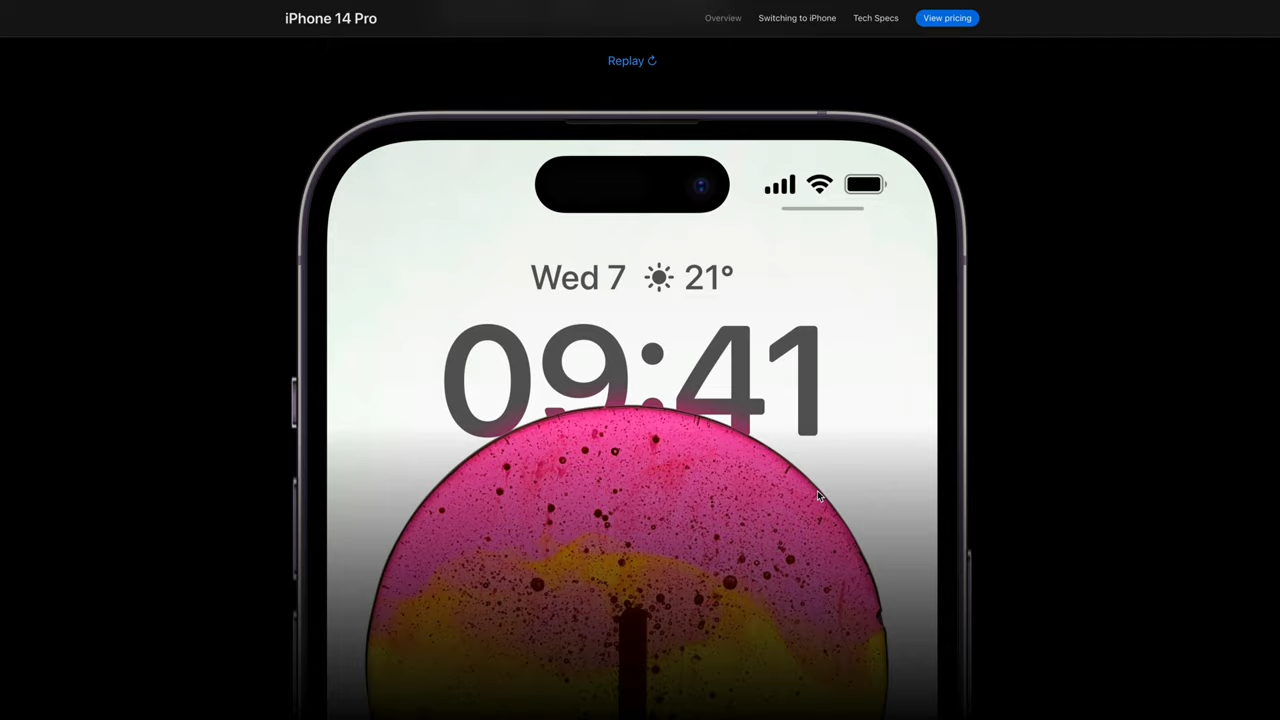 iPhone 14 Pro
Overview Switching to iPhone Tech Specs View pricing
Replay
Wed 7 21°
09:41